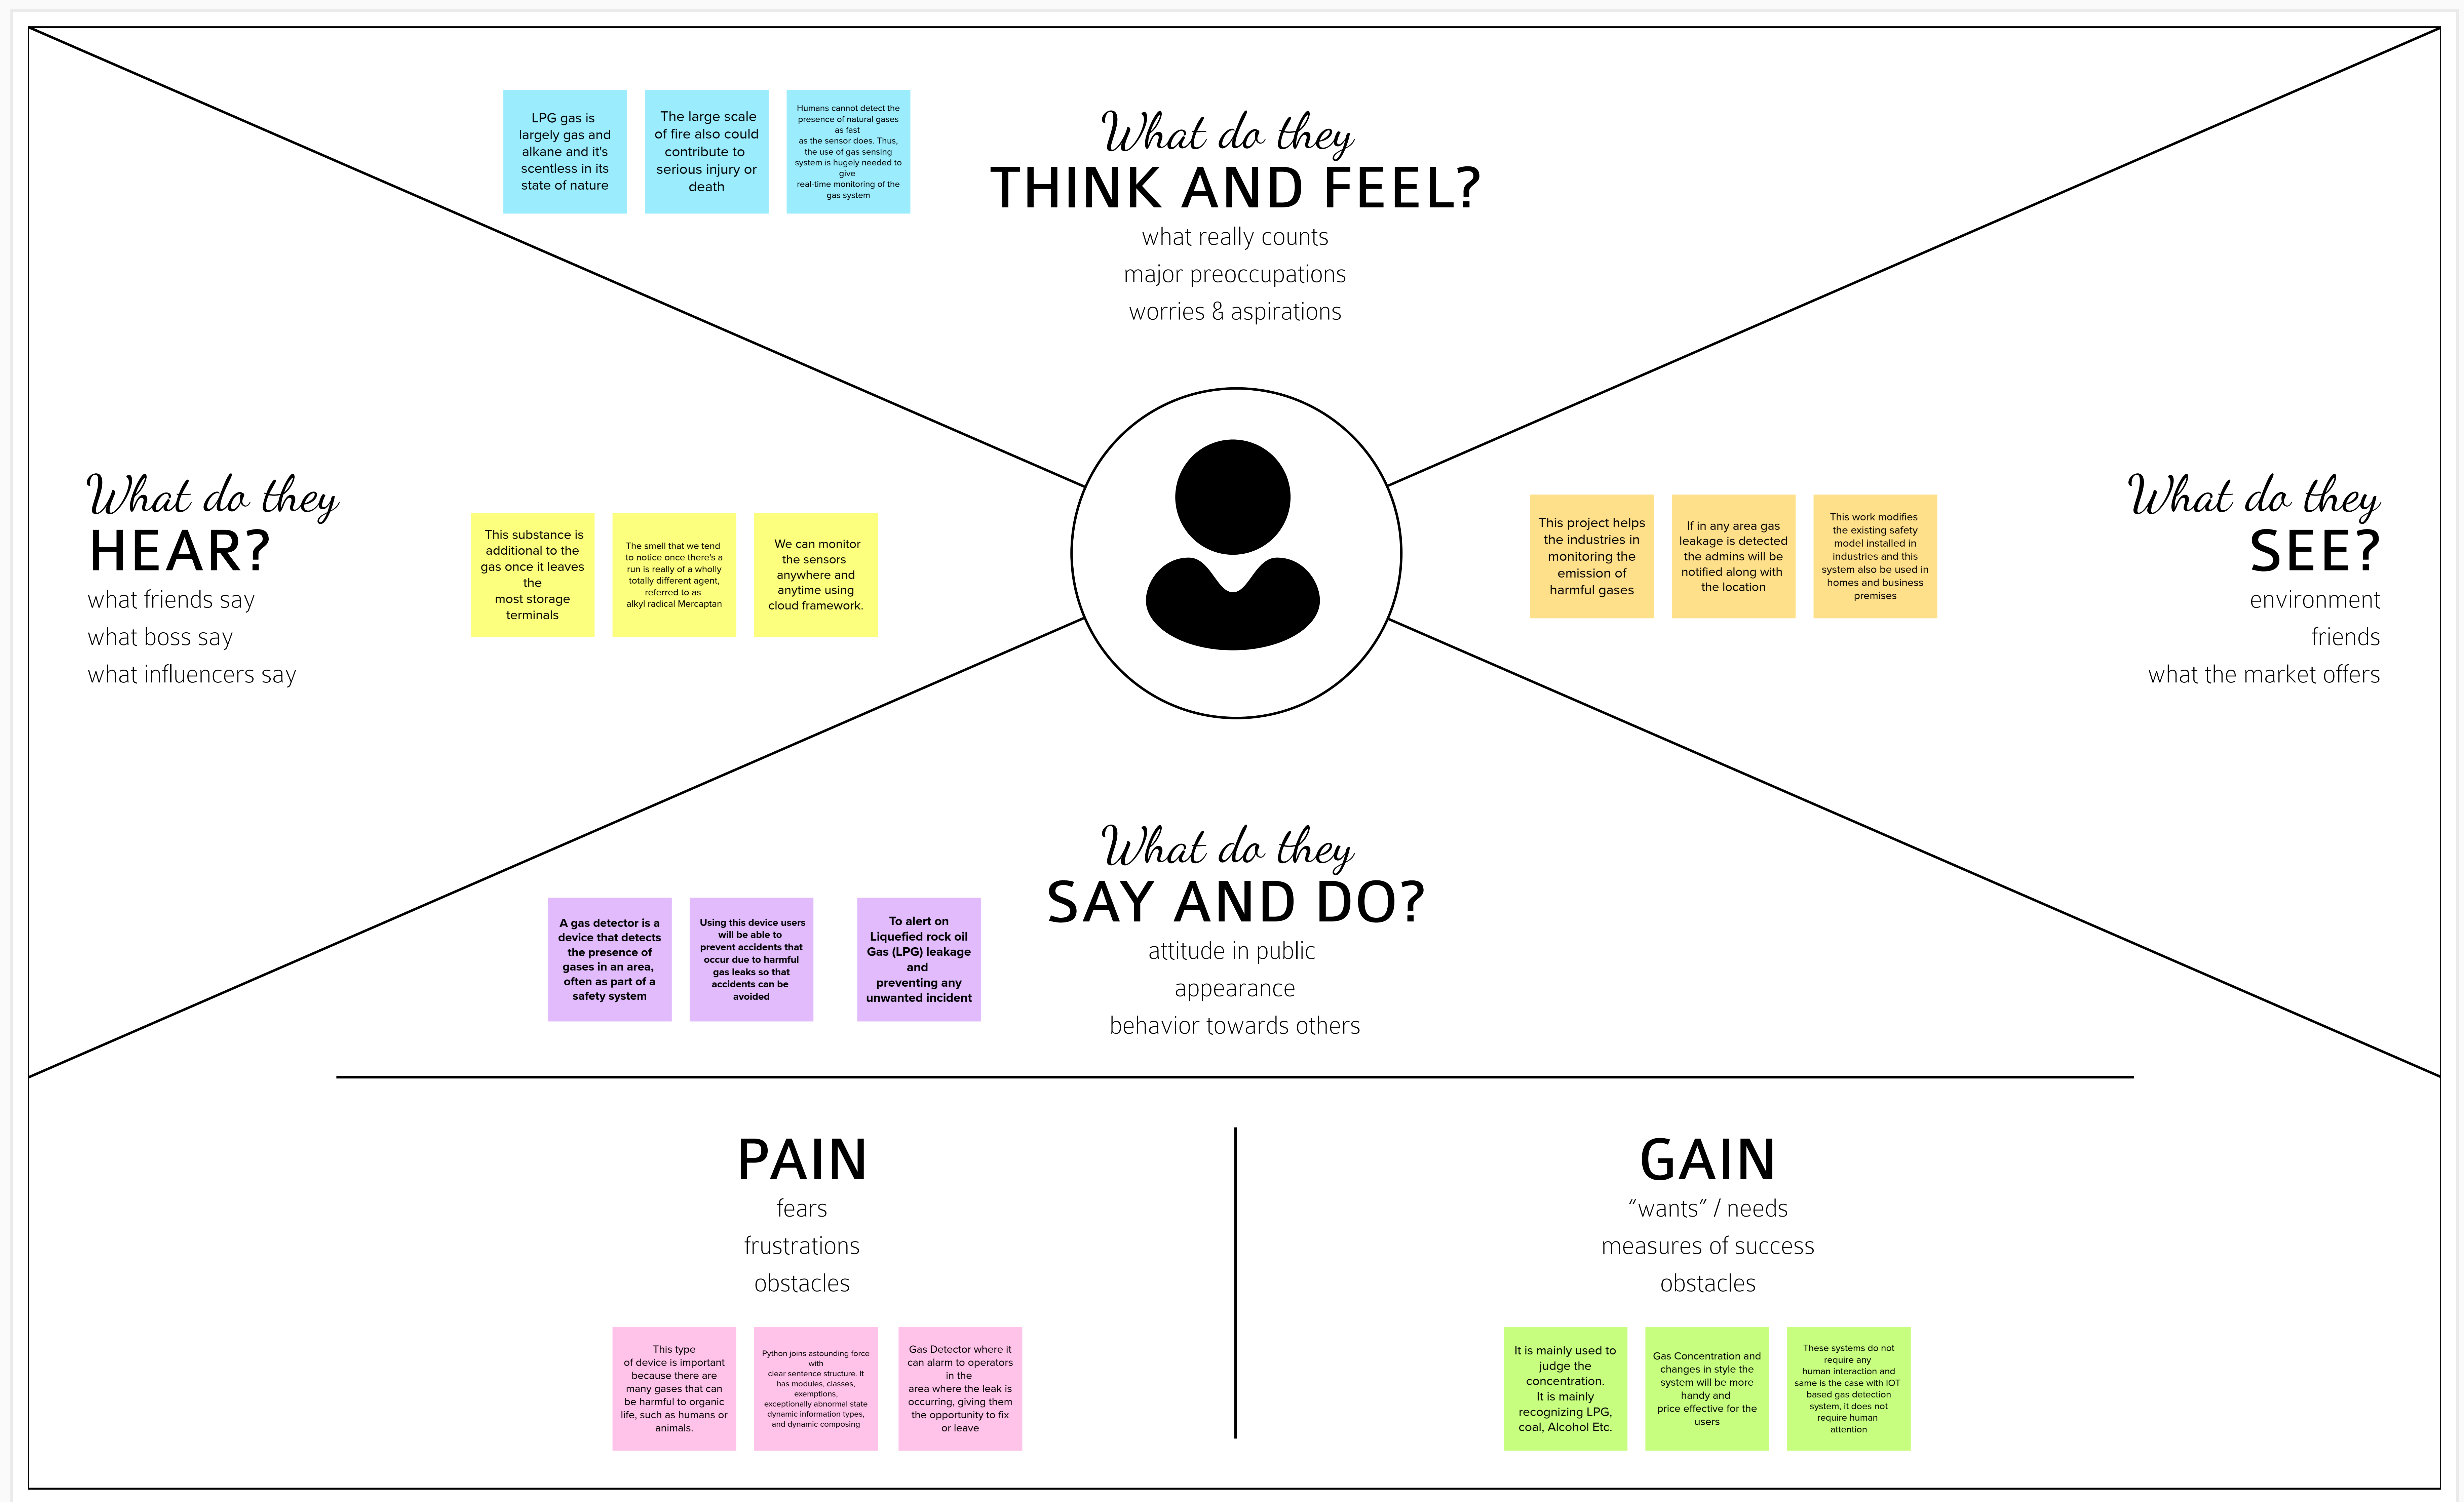 What do they
THINK AND FEEL?
what really counts
major preoccupations
worries & aspirations
LPG gas is
largely gas and
alkane and it's
scentless in its
state of nature
The large scale
of fire also could
contribute to
serious injury or
death
Humans cannot detect the
presence of natural gases
as fast
as the sensor does. Thus,
the use of gas sensing
system is hugely needed to
give
real-time monitoring of the
gas system
What do they
HEAR?
what friends say
what boss say
what influencers say
This substance is
additional to the
gas once it leaves
the
most storage
terminals
The smell that we tend
to notice once there's a
run is really of a wholly
totally different agent,
referred to as
alkyl radical Mercaptan
We can monitor
the sensors
anywhere and
anytime using
cloud framework.
This project helps
the industries in
monitoring the
emission of
harmful gases
If in any area gas
leakage is detected
the admins will be
notified along with
the location
This work modifies
the existing safety
model installed in
industries and this
system also be used in
homes and business
premises
What do they
SEE?
environment
friends
what the market offers
What do they
SAY AND DO?
attitude in public
appearance
behavior towards others
A gas detector is a
device that detects
the presence of
gases in an area,
often as part of a
safety system
Using this device users
will be able to
prevent accidents that
occur due to harmful
gas leaks so that
accidents can be
avoided
To alert on
Liquefied rock oil
Gas (LPG) leakage
and
preventing any
unwanted incident
PAIN
fears
frustrations
obstacles
This type
of device is important
because there are
many gases that can
be harmful to organic
life, such as humans or
animals.
Python joins astounding force
with
clear sentence structure. It
has modules, classes,
exemptions,
exceptionally abnormal state
dynamic information types,
and dynamic composing
Gas Detector where it
can alarm to operators
in the
area where the leak is
occurring, giving them
the opportunity to fix
or leave
GAIN
“wants” / needs
measures of success
obstacles
It is mainly used to
judge the
concentration.
It is mainly
recognizing LPG,
coal, Alcohol Etc.
Gas Concentration and
changes in style the
system will be more
handy and
price effective for the
users
These systems do not
require any
human interaction and
same is the case with IOT
based gas detection
system, it does not
require human
attention